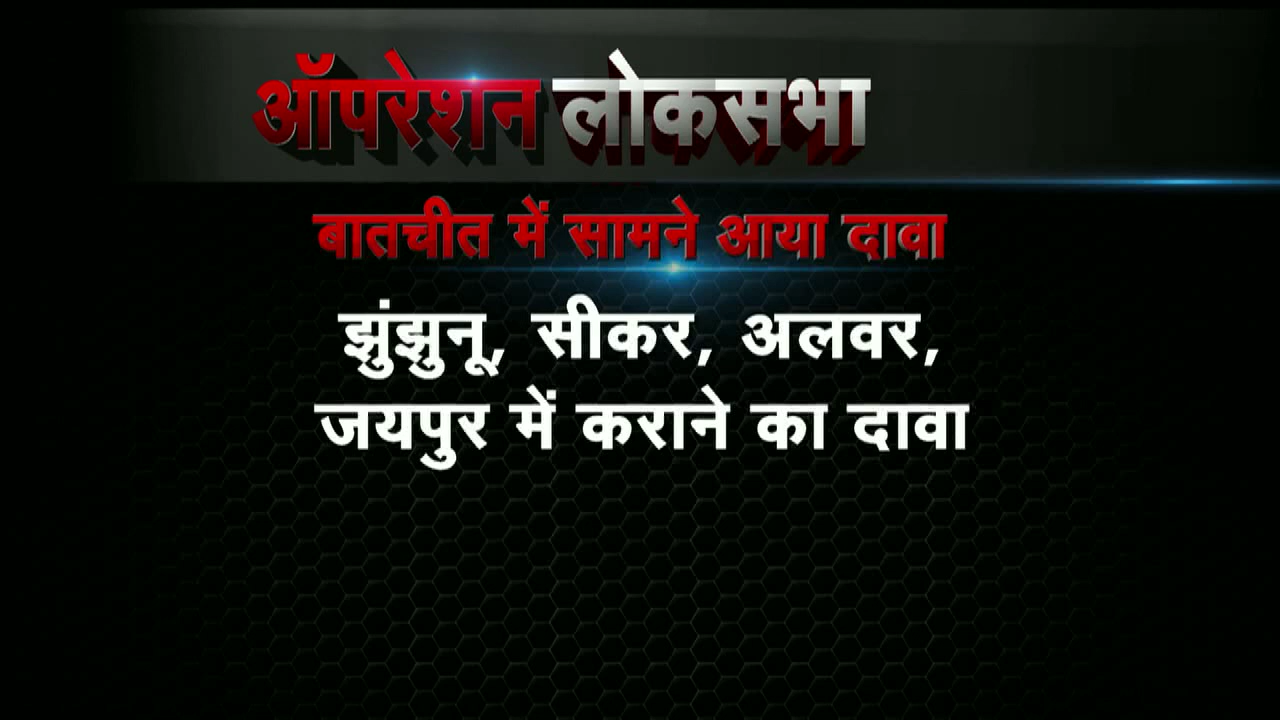 ऑपरेशन लोकसभा
बातचीत में सामने आया दावा
झुंझुनू, सीकर, अलवर,
जयपुर में कराने का दावा